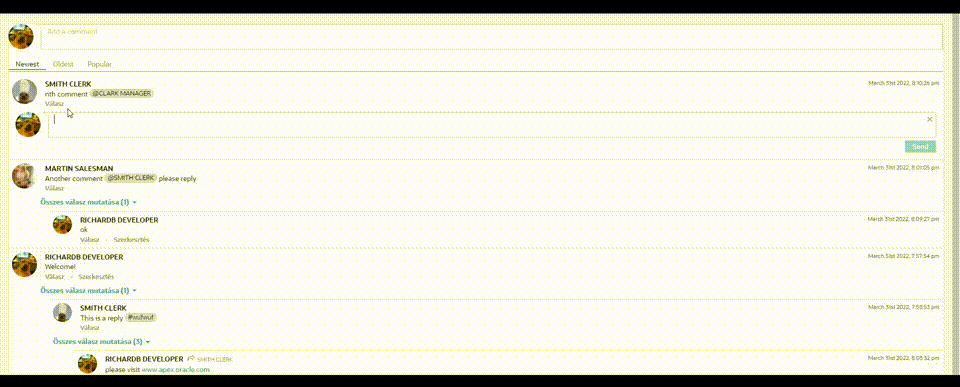 Add a comment
Newest Oldest Popular
SMITH CLERK March 31st 2022, 8:10:26 pm
nth comment @CLARK MANAGER
Válasz
Send
MARTIN SALESMAN March 31st 2022, 8:01:05 pm
Another comment @SMITH CLERK please reply
Válasz
Összes válasz mutatása (1)
RICHARDB DEVELOPER March 31st 2022, 8:09:27 pm
ok
Válasz - Szerkesztés
RICHARDB DEVELOPER March 31st 2022, 7:57:54 pm
Welcome!
Válasz - Szerkesztés
Összes válasz mutatása (1)
SMITH CLERK March 31st 2022, 7:58:53 pm
This is a reply #wufwuf
Válasz
Összes válasz mutatása (3)
RICHARDB DEVELOPER SMITH CLERK March 31st 2022, 8:05:32 pm
please visit www.apex.oracle.com